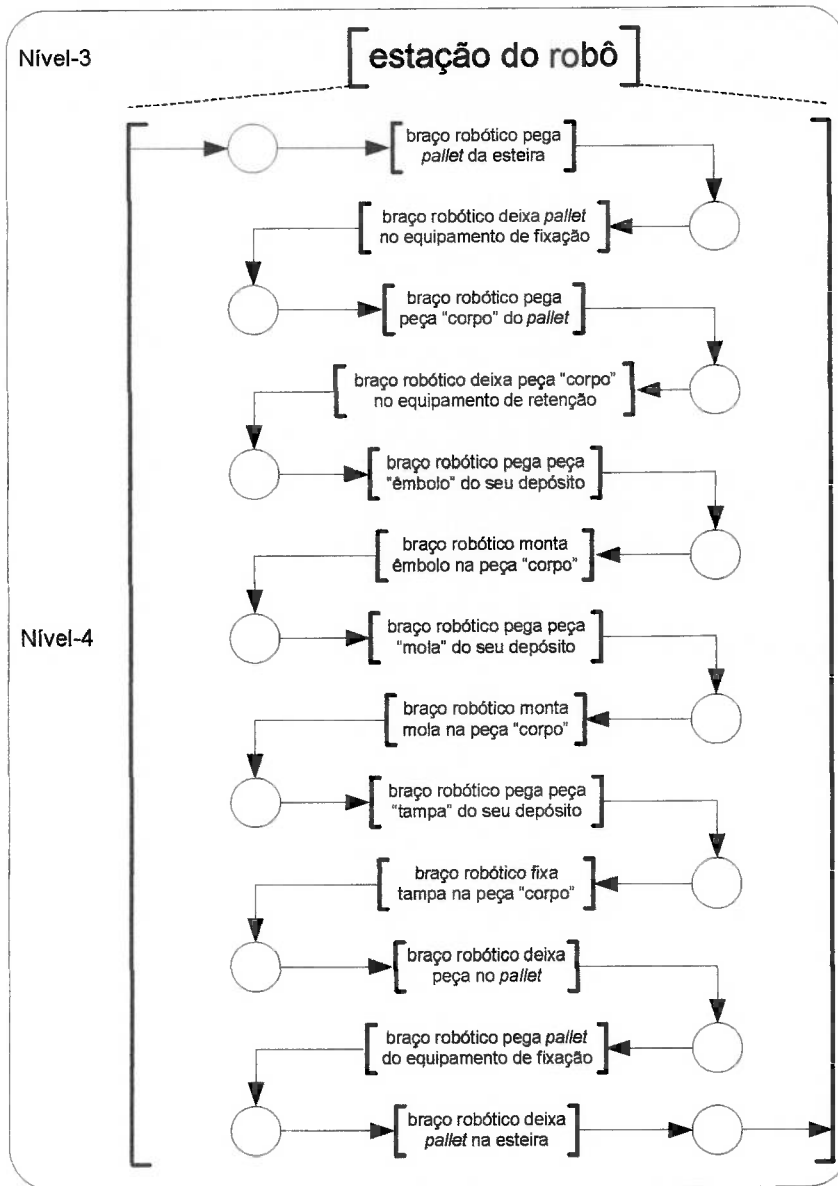 Nível-3
estação do robô
braço robótico pega
pallet da esteira
braço robótico deixa pallet
no equipamento de fixação
braço robótico pega
peça "corpo" do pallet
braço robótico deixa peça "corpo"
no equipamento de retenção
braço robótico pega peça
"êmbolo" do seu depósito
braço robótico monta
êmbolo na peça "corpo"
Nível-4
braço robótico pega peça
"mola" do seu depósito
braço robótico monta
mola na peça "corpo"
braço robótico pega peça
"tampa" do seu depósito
braço robótico fixa
tampa na peça "corpo"
braço robótico deixa
peça no pallet
braço robótico pega pallet
do equipamento de fixação
braço robótico deixa
pallet na esteira